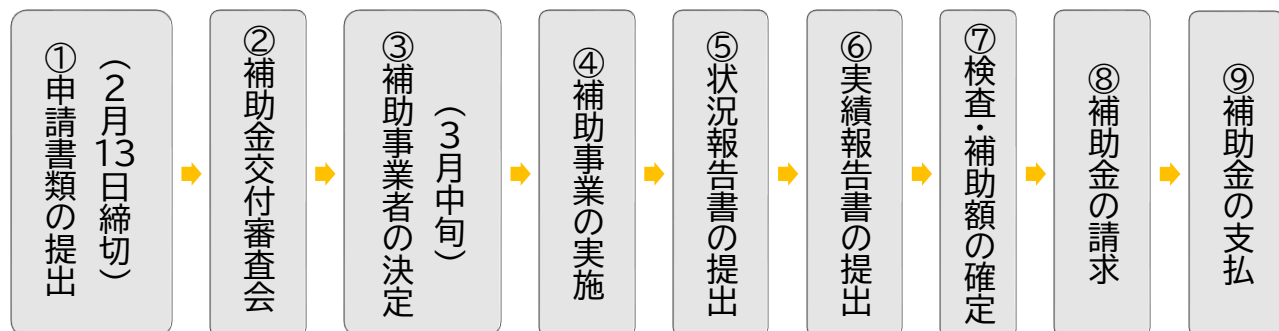 ①申請書類の提出
（２月13日締切）
②補助金交付審査会
③補助事業者の決定
（３月中旬）
④補助事業の実施
⑤状況報告書の提出
⑥実績報告書の提出
⑦検査・補助額の確定
⑧補助金の請求
⑨補助金の支払